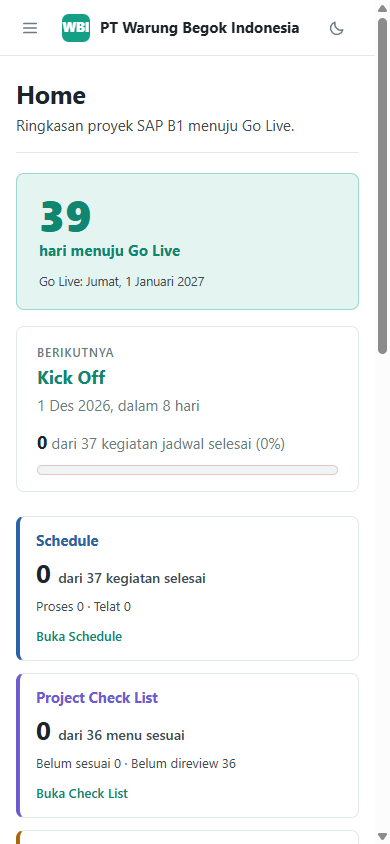 WBI PT Warung Begok Indonesia
Home
Ringkasan proyek SAP B1 menuju Go Live.
39
hari menuju Go Live
Go Live: Jumat, 1 Januari 2027
BERIKUTNYA
Kick Off
1 Des 2026, dalam 8 hari
0 dari 37 kegiatan jadwal selesai (0%)
Schedule
0 dari 37 kegiatan selesai
Proses 0 · Telat 0
Buka Schedule
Project Check List
0 dari 36 menu sesuai
Belum sesuai 0 · Belum direview 36
Buka Check List